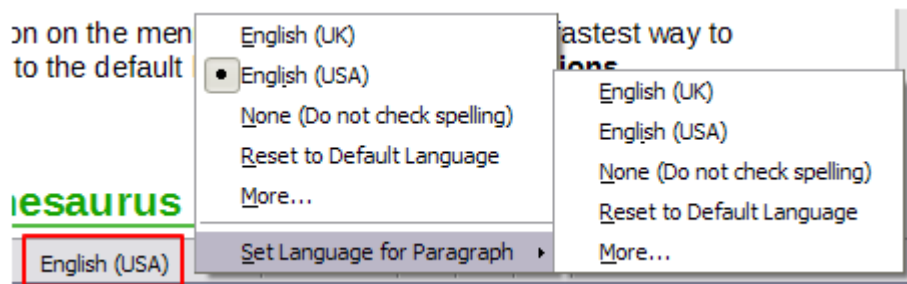 on on the men
English (UK)
fastest way to
to the default
English (USA)
ions
None (Do not check spelling)
Reset to Default Language
More...
Set Language for Paragraph
English (UK)
English (USA)
None (Do not check spelling)
Reset to Default Language
More...
hesaurus
English (USA)